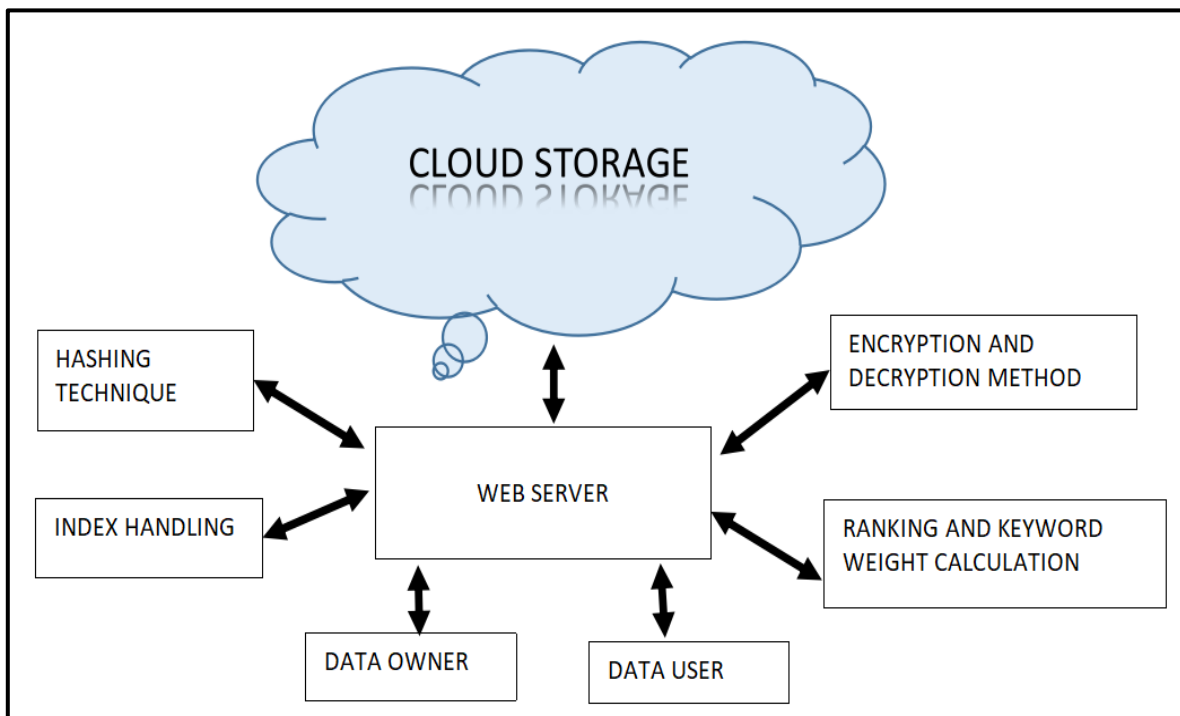 CLOUD STORAGE
HASHING
TECHNIQUE
ENCRYPTION AND
DECRYPTION METHOD
WEB SERVER
INDEX HANDLING
RANKING AND KEYWORD
WEIGHT CALCULATION
DATA OWNER
DATA USER